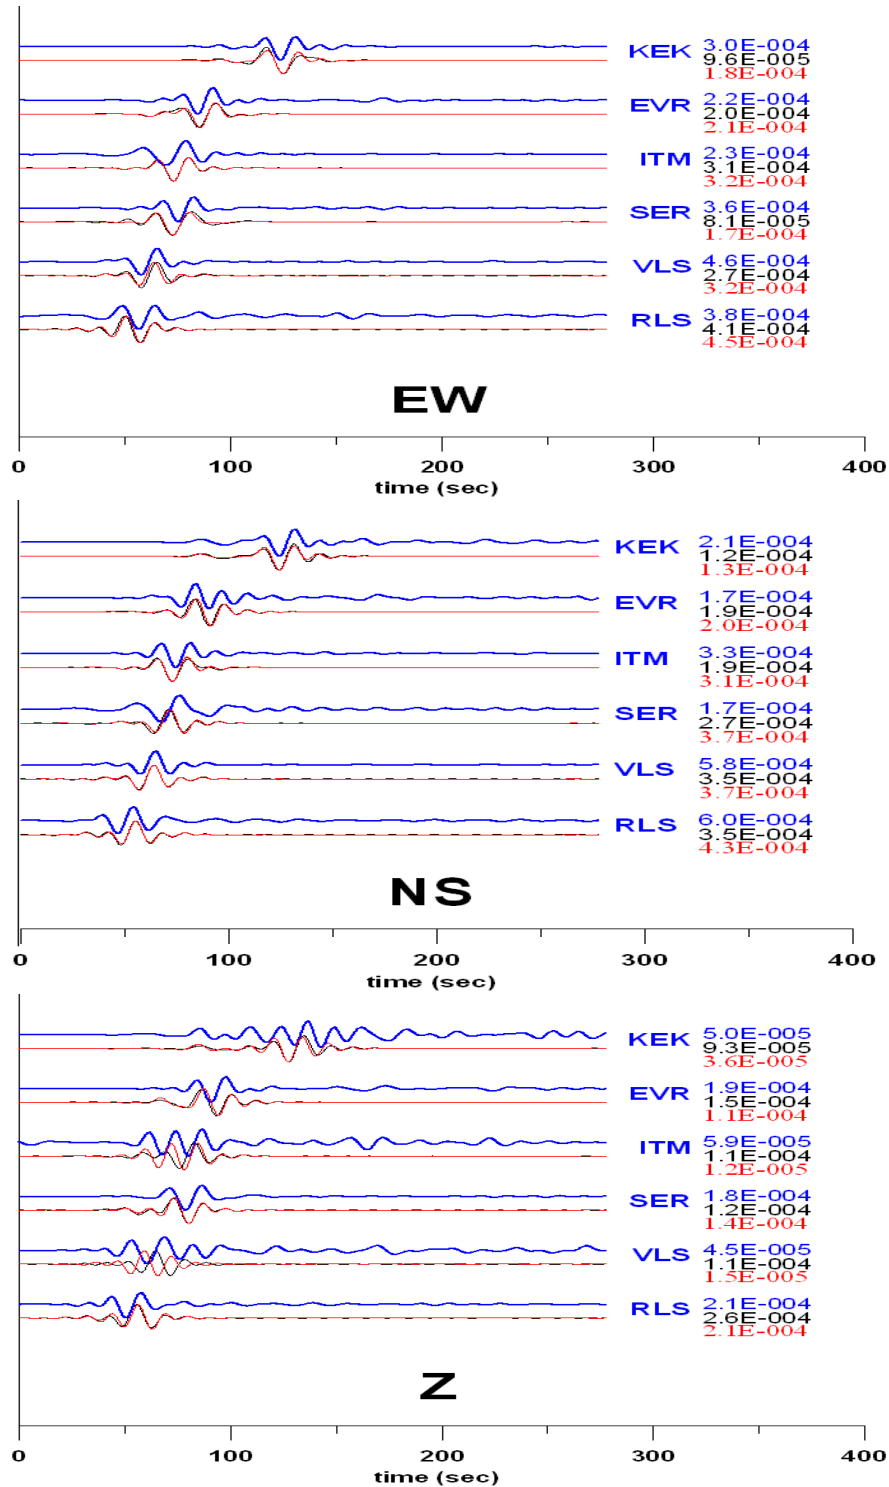 KEK 3.0E-004
9.6E-005
1.8E-004
EVR 2.2E-004
2.0E-004
2.1E-004
ITM 2.3E-004
3.1E-004
3.2E-004
SER 3.6E-004
8.1E-005
1.7E-004
VLS 4.6E-004
2.7E-004
3.2E-004
RLS 3.8E-004
4.1E-004
4.5E-004
EW
0 100 200 300 400
time (sec)
KEK 2.1E-004
1.2E-004
1.3E-004
EVR 1.7E-004
1.9E-004
2.0E-004
ITM 3.3E-004
1.9E-004
3.1E-004
SER 1.7E-004
2.7E-004
3.7E-004
VLS 5.8E-004
3.5E-004
3.7E-004
RLS 6.0E-004
3.5E-004
4.3E-004
NS
0 100 200 300 400
time (sec)
KEK 5.0E-005
9.3E-005
3.6E-005
EVR 1.9E-004
1.5E-004
1.1E-004
ITM 5.9E-005
1.1E-004
1.2E-005
SER 1.8E-004
1.2E-004
1.4E-004
VLS 4.5E-005
1.1E-004
1.5E-005
RLS 2.1E-004
2.6E-004
2.1E-004
Z
0 100 200 300 400
time (sec)